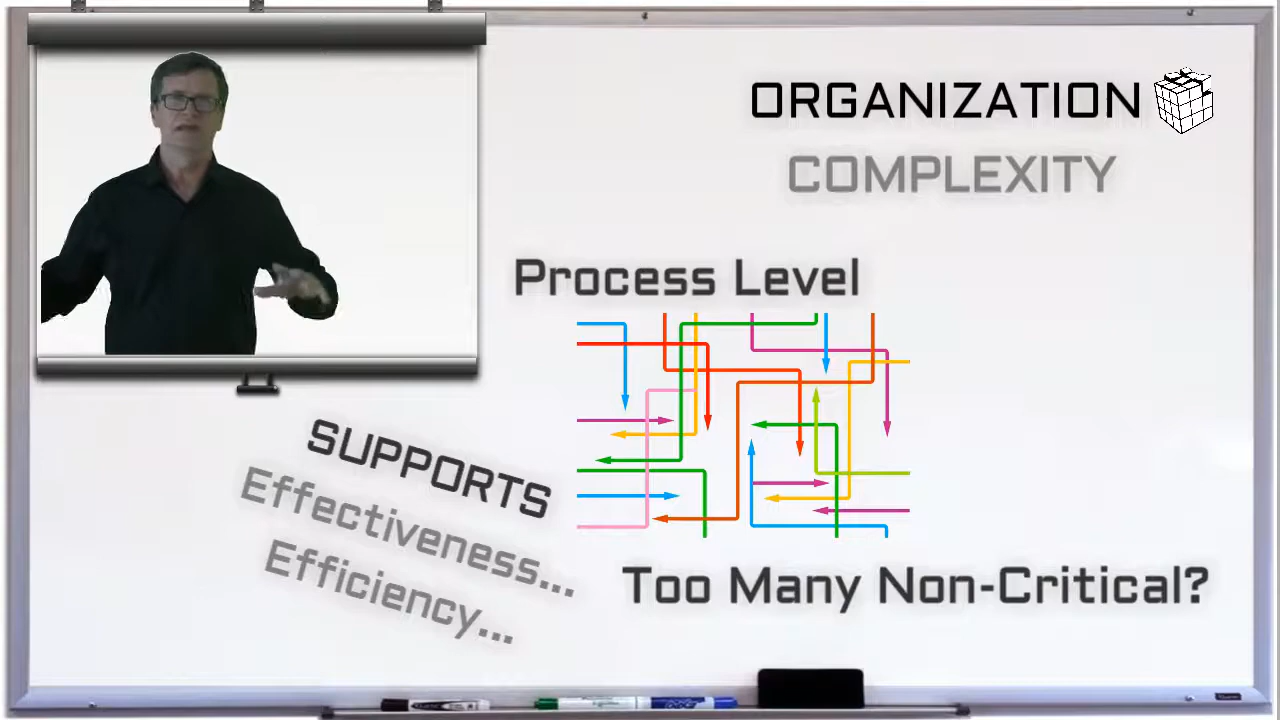 ORGANIZATION
COMPLEXITY
Process Level
SUPPORTS
Effectiveness...
Efficiency...
Too Many Non-Critical?